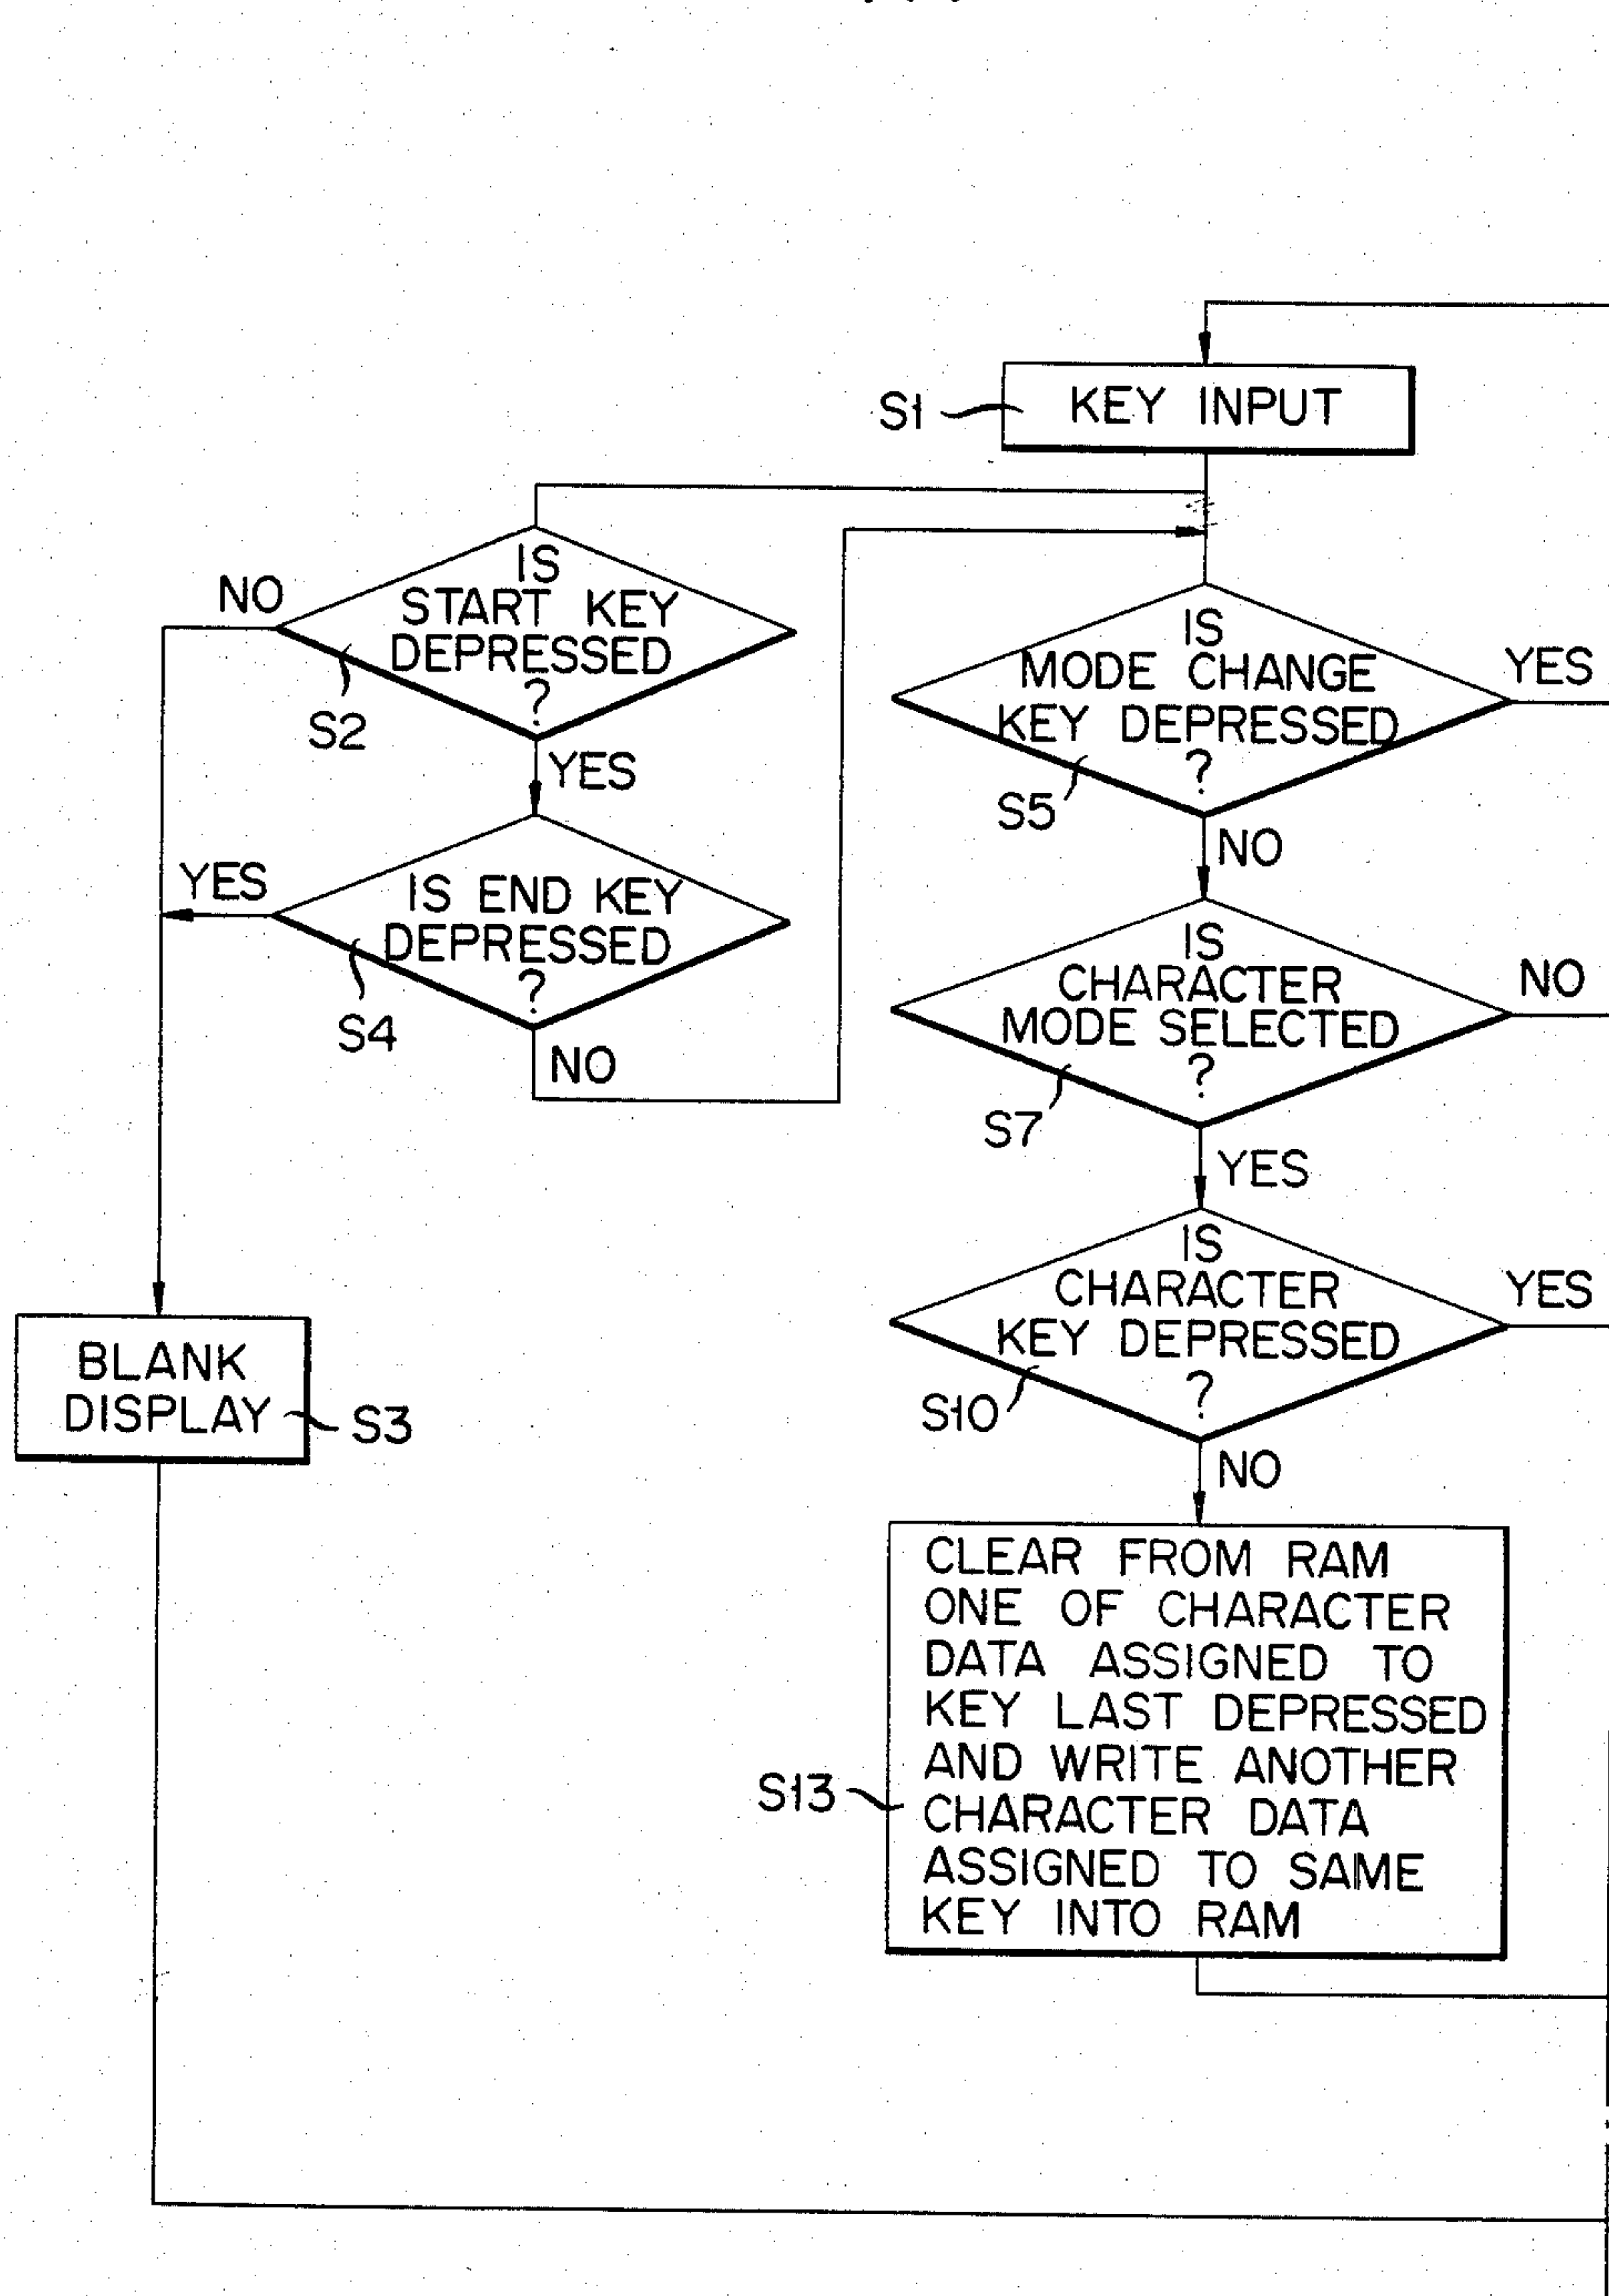 S1
KEY INPUT
IS
START KEY
DEPRESSED
?
NO
S2
YES
IS END KEY
DEPRESSED
?
YES
S4
NO
BLANK
DISPLAY
S3
IS
MODE CHANGE
KEY DEPRESSED
?
YES
S5
NO
IS
CHARACTER
MODE SELECTED
?
NO
S7
YES
IS
CHARACTER
KEY DEPRESSED
?
YES
S10
NO
CLEAR FROM RAM
ONE OF CHARACTER
DATA ASSIGNED TO
KEY LAST DEPRESSED
AND WRITE ANOTHER
CHARACTER DATA
ASSIGNED TO SAME
KEY INTO RAM
S13